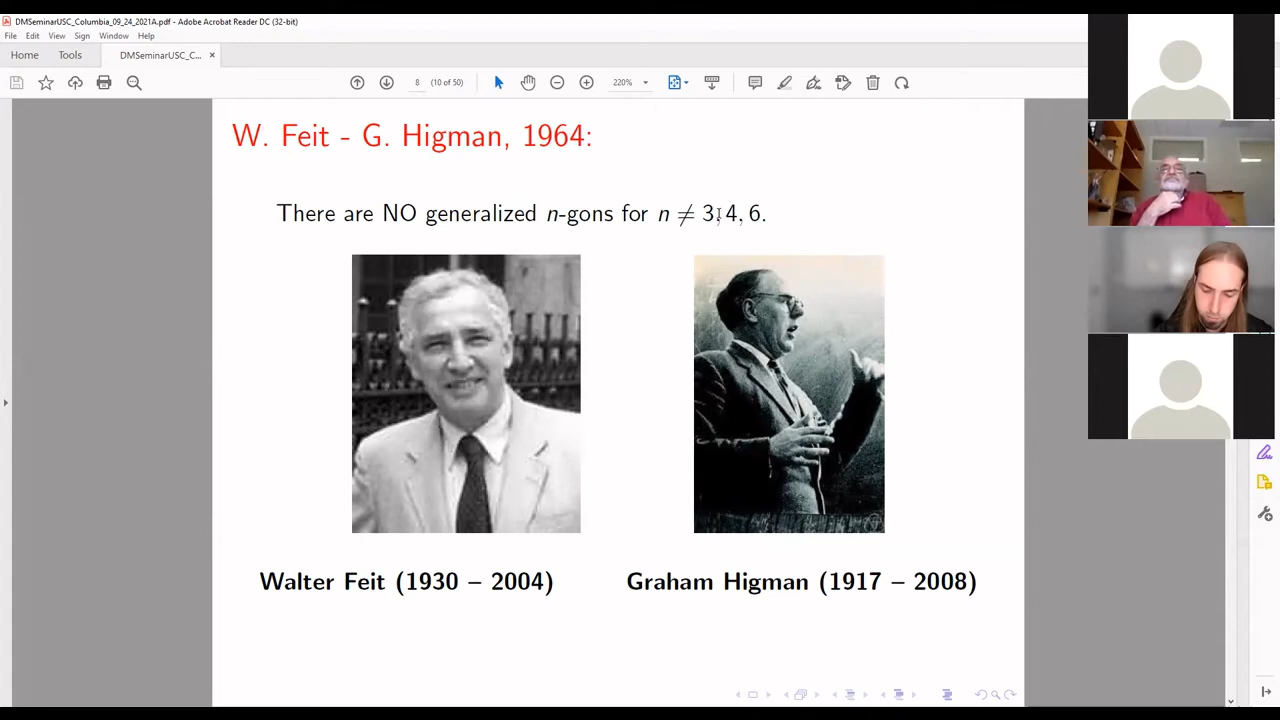 DMSeminarUSC_Columbia_09_24_2021A.pdf - Adobe Acrobat Reader DC (32-bit)
File Edit View Sign Window Help
Home Tools DMSeminarUSC_C... ×
8 (10 of 50) 220%
W. Feit - G. Higman, 1964:
There are NO generalized n-gons for n ≠ 3, 4, 6.
Walter Feit (1930 – 2004) Graham Higman (1917 – 2008)